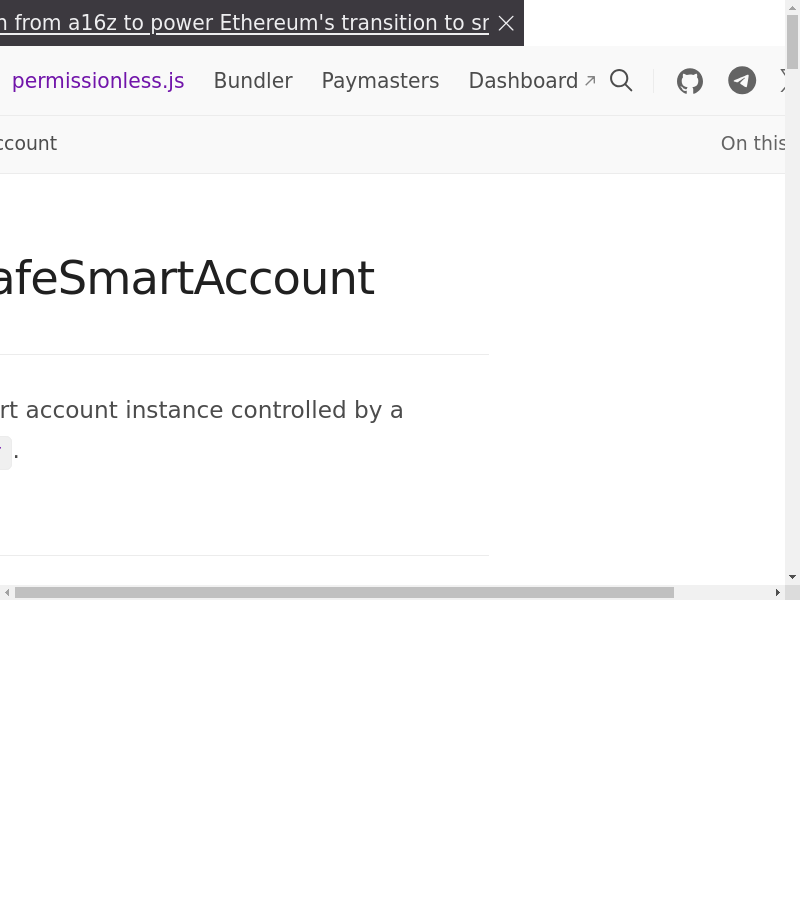 from a16z to power Ethereum's transition to
permissionless.js Bundler Paymasters Dashboard
ccount On this
afeSmartAccount
rt account instance controlled by a
.